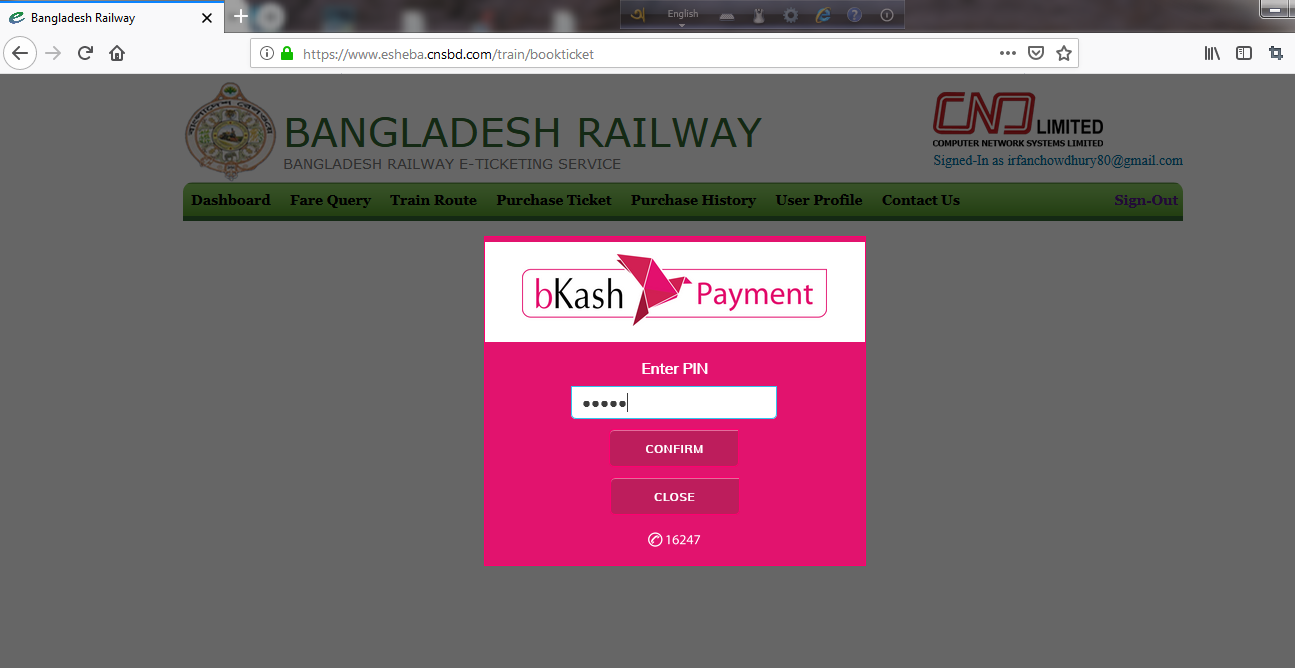 Bangladesh Railway
English
https://www.esheba.cnsbd.com/train/bookticket
BANGLADESH RAILWAY
BANGLADESH RAILWAY E-TICKETING SERVICE
CNS LIMITED
COMPUTER NETWORK SYSTEMS LIMITED
Signed-In as irfanchowdhury80@gmail.com
Dashboard Fare Query Train Route Purchase Ticket Purchase History User Profile Contact Us Sign-Out
bKash Payment
Enter PIN
CONFIRM
CLOSE
16247